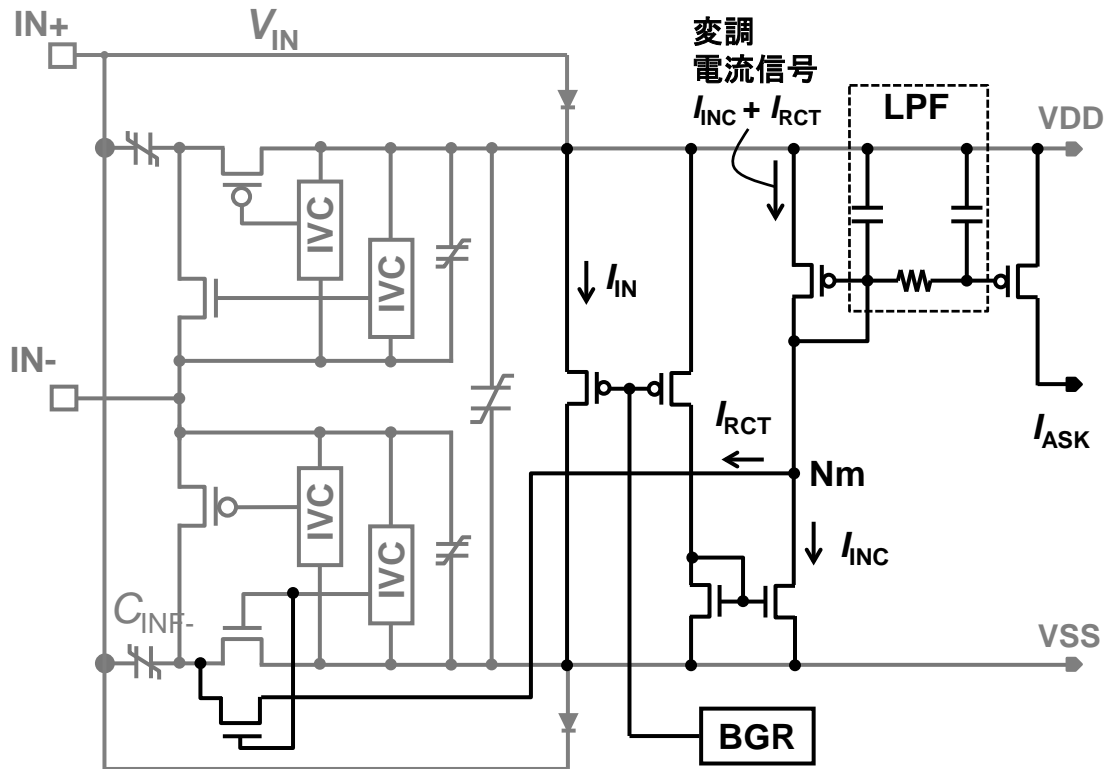 IN+
V_IN
変調
電流信号
I_INC + I_RCT
LPF
VDD
IVC
IVC
I_IN
IN-
I_RCT
I_ASK
Nm
IVC
IVC
I_INC
C_INF-
VSS
BGR